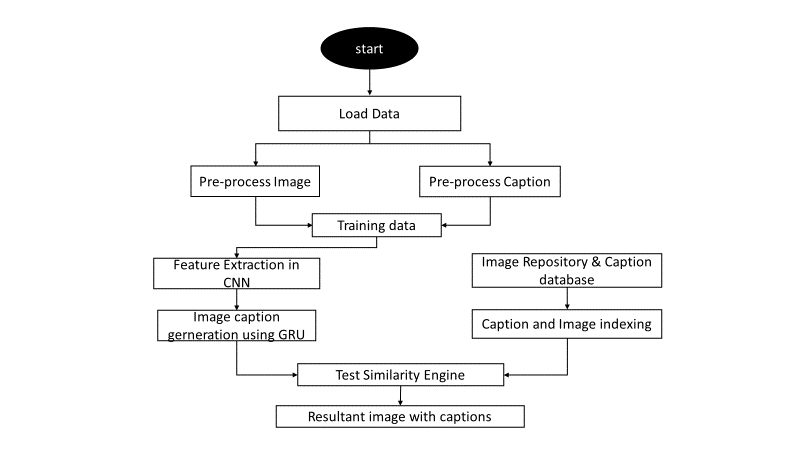 start
Load Data
Pre-process Image
Pre-process Caption
Training data
Feature Extraction in
CNN
Image Repository & Caption
database
Image caption
gerneration using GRU
Caption and Image indexing
Test Similarity Engine
Resultant image with captions